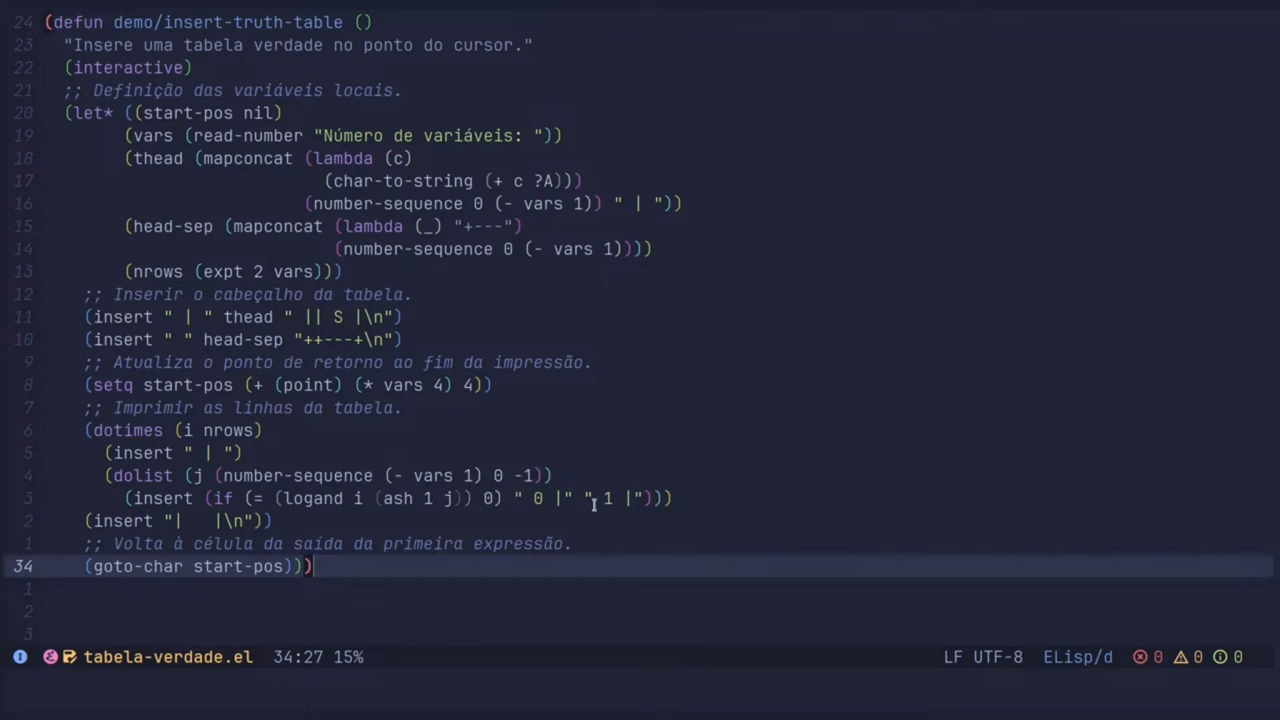 24 (defun demo/insert-truth-table ()
23   "Insere uma tabela verdade no ponto do cursor."
22   (interactive)
21   ;; Definição das variáveis locais.
20   (let* ((start-pos nil)
19         (vars (read-number "Número de variáveis: "))
18         (thead (mapconcat (lambda (c)
17                             (char-to-string (+ c ?A)))
16                           (number-sequence 0 (- vars 1)) " | "))
15         (head-sep (mapconcat (lambda (_) "+---")
14                              (number-sequence 0 (- vars 1))))
13         (nrows (expt 2 vars)))
12     ;; Inserir o cabeçalho da tabela.
11     (insert " | " thead " || S |\n")
10     (insert " " head-sep "++---+\n")
9     ;; Atualiza o ponto de retorno ao fim da impressão.
8     (setq start-pos (+ (point) (* vars 4) 4))
7     ;; Imprimir as linhas da tabela.
6     (dotimes (i nrows)
5       (insert " | ")
4       (dolist (j (number-sequence (- vars 1) 0 -1))
3         (insert (if (= (logand i (ash 1 j)) 0) " 0 |" " 1 |")))
2     (insert "|   |\n"))
1     ;; Volta à célula da saída da primeira expressão.
34     (goto-char start-pos)))
1
2
3
tabela-verdade.el 34:27 15% LF UTF-8 ELisp/d 0 0 0